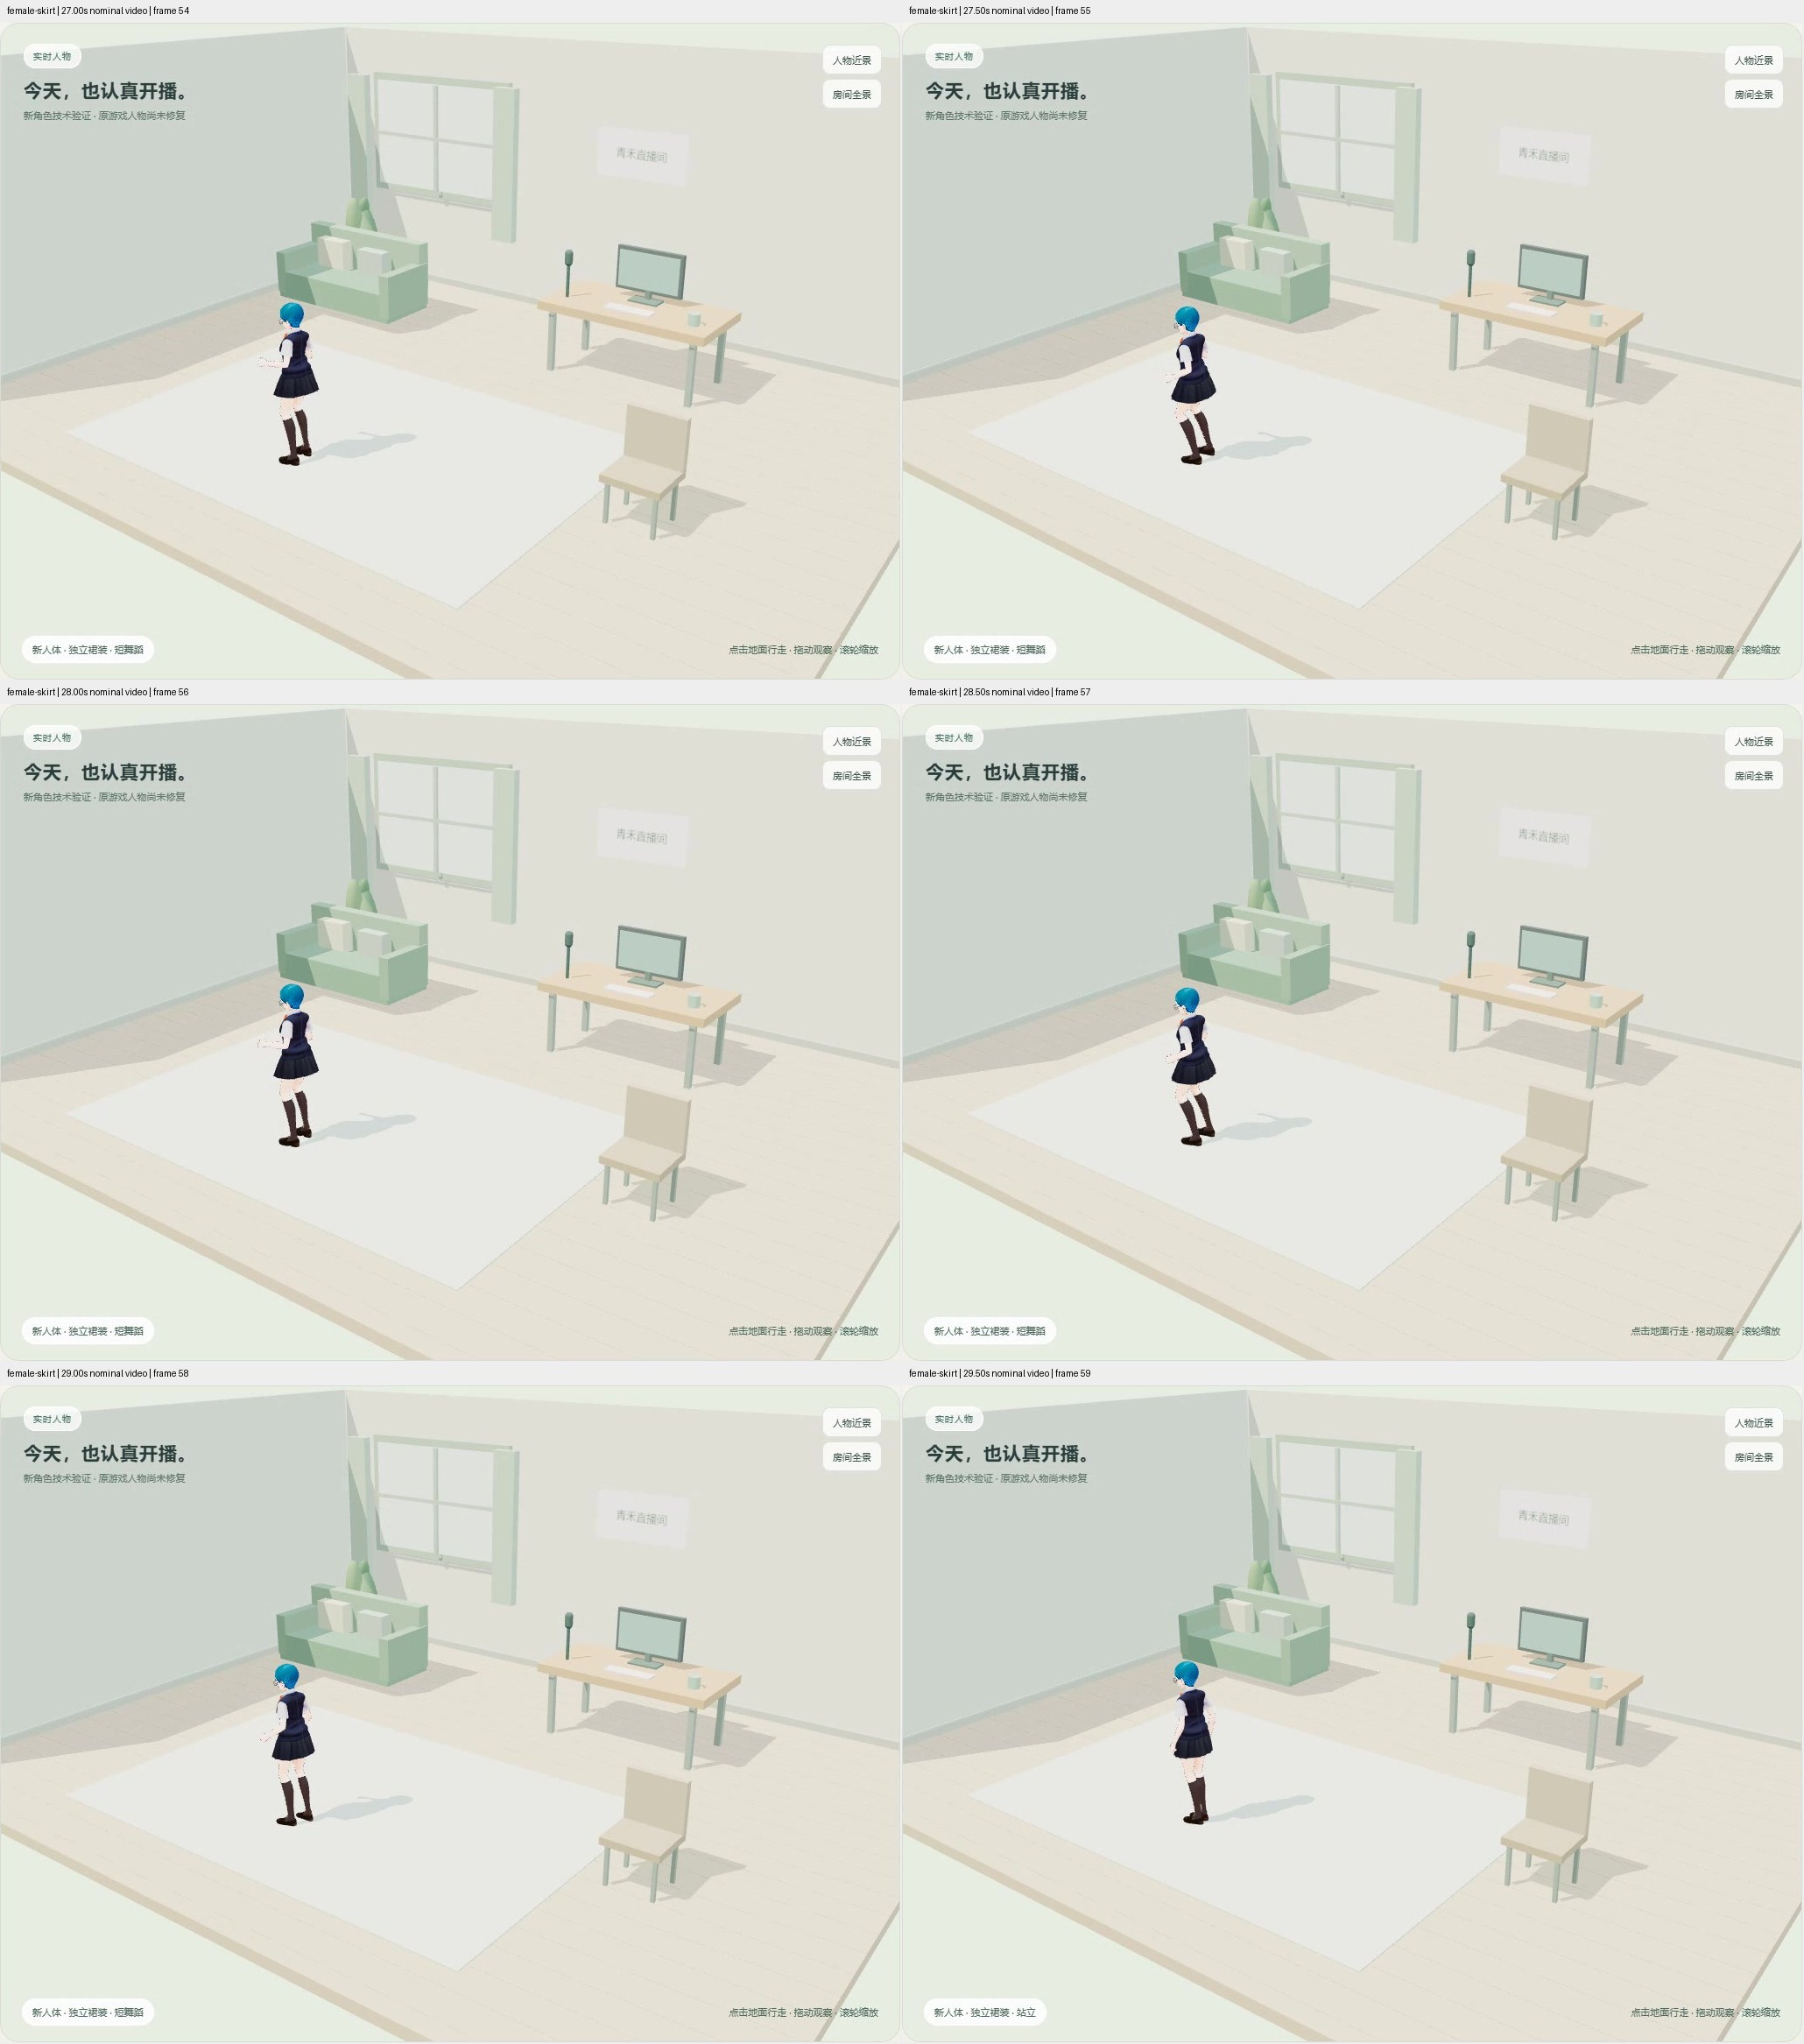 female-skirt | 27.00s nominal video | frame 54
实时人物
今天，也认真开播。
新角色技术验证 · 原游戏人物尚未修复
人物近景
房间全景
青禾直播间
新人体 · 独立裙装 · 短舞蹈
点击地面行走 · 拖动观察 · 滚轮缩放
female-skirt | 27.50s nominal video | frame 55
实时人物
今天，也认真开播。
新角色技术验证 · 原游戏人物尚未修复
人物近景
房间全景
青禾直播间
新人体 · 独立裙装 · 短舞蹈
点击地面行走 · 拖动观察 · 滚轮缩放
female-skirt | 28.00s nominal video | frame 56
实时人物
今天，也认真开播。
新角色技术验证 · 原游戏人物尚未修复
人物近景
房间全景
青禾直播间
新人体 · 独立裙装 · 短舞蹈
点击地面行走 · 拖动观察 · 滚轮缩放
female-skirt | 28.50s nominal video | frame 57
实时人物
今天，也认真开播。
新角色技术验证 · 原游戏人物尚未修复
人物近景
房间全景
青禾直播间
新人体 · 独立裙装 · 短舞蹈
点击地面行走 · 拖动观察 · 滚轮缩放
female-skirt | 29.00s nominal video | frame 58
实时人物
今天，也认真开播。
新角色技术验证 · 原游戏人物尚未修复
人物近景
房间全景
青禾直播间
新人体 · 独立裙装 · 短舞蹈
点击地面行走 · 拖动观察 · 滚轮缩放
female-skirt | 29.50s nominal video | frame 59
实时人物
今天，也认真开播。
新角色技术验证 · 原游戏人物尚未修复
人物近景
房间全景
青禾直播间
新人体 · 独立裙装 · 站立
点击地面行走 · 拖动观察 · 滚轮缩放